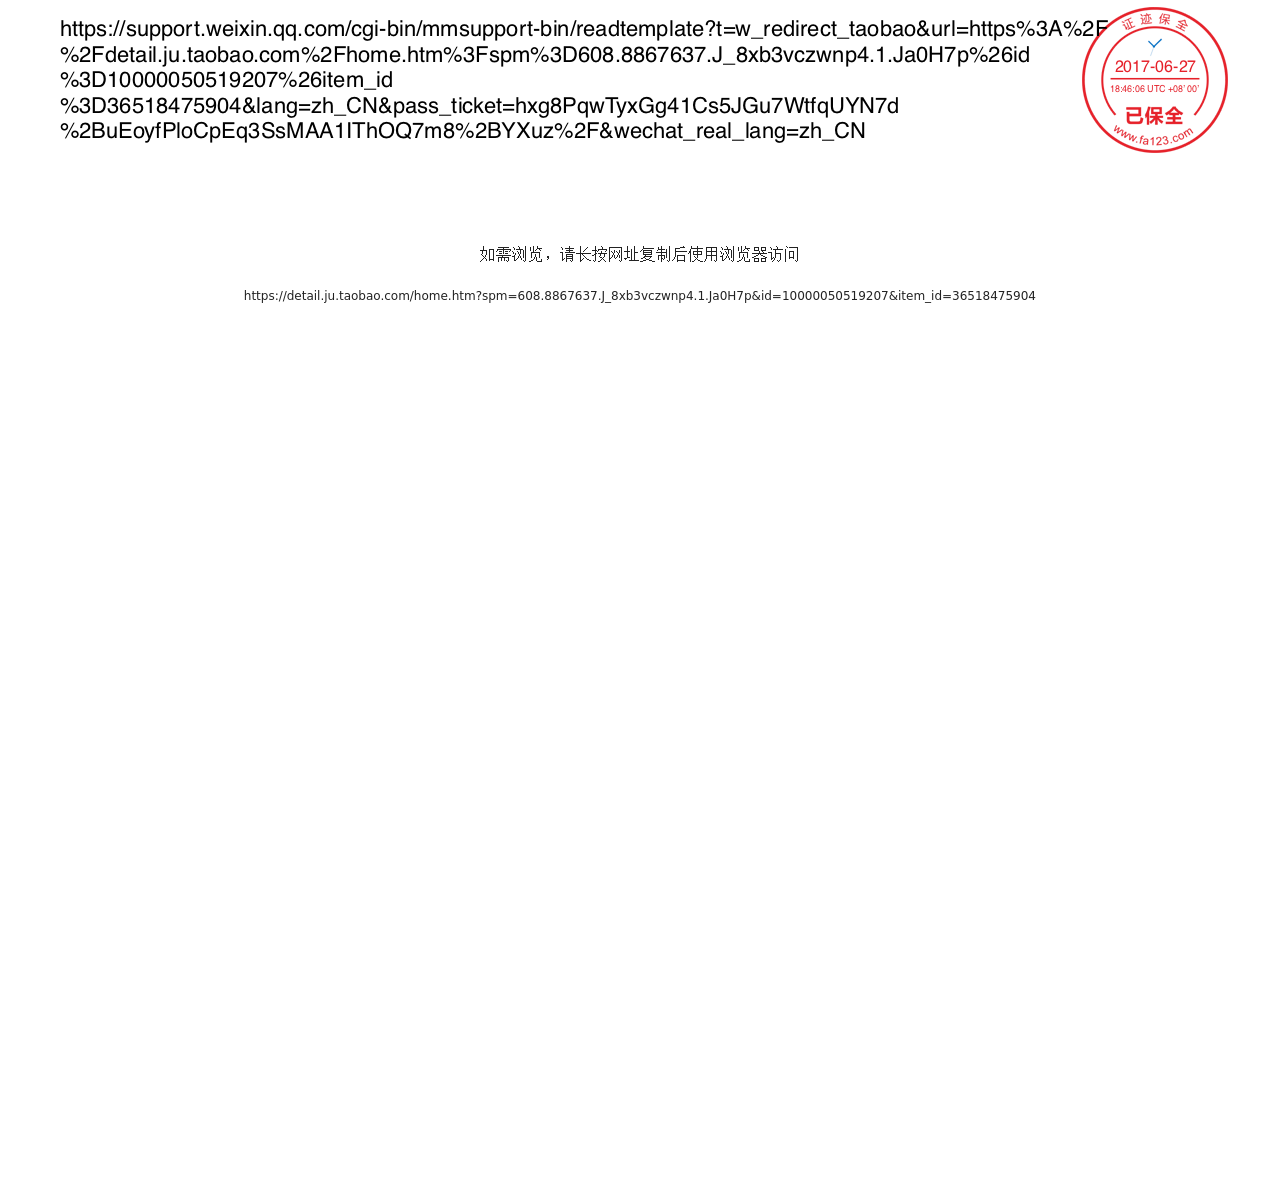 https://support.weixin.qq.com/cgi-bin/mmsupport-bin/readtemplate?t=w_redirect_taobao&url=https%3A%2F
%2Fdetail.ju.taobao.com%2Fhome.htm%3Fspm%3D608.8867637.J_8xb3vczwnp4.1.Ja0H7p%26id
%3D10000050519207%26item_id
%3D36518475904&lang=zh_CN&pass_ticket=hxg8PqwTyxGg41Cs5JGu7WtfqUYN7d
%2BuEoyfPloCpEq3SsMAA1IThOQ7m8%2BYXuz%2F&wechat_real_lang=zh_CN
证迹保全
2017-06-27
18:46:06 UTC +08'00'
已保全
www.fa123.com
如需浏览，请长按网址复制后使用浏览器访问
https://detail.ju.taobao.com/home.htm?spm=608.8867637.J_8xb3vczwnp4.1.Ja0H7p&id=10000050519207&item_id=36518475904